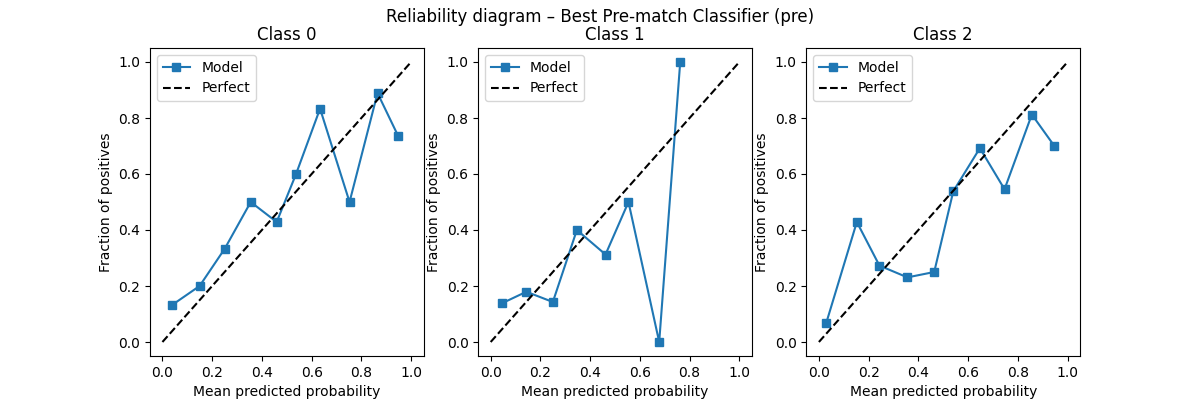 Reliability diagram – Best Pre-match Classifier (pre)
Class 0
Model
Perfect
Fraction of positives
1.0
0.8
0.6
0.4
0.2
0.0
0.0 0.2 0.4 0.6 0.8 1.0
Mean predicted probability
Class 1
Model
Perfect
Fraction of positives
1.0
0.8
0.6
0.4
0.2
0.0
0.0 0.2 0.4 0.6 0.8 1.0
Mean predicted probability
Class 2
Model
Perfect
Fraction of positives
1.0
0.8
0.6
0.4
0.2
0.0
0.0 0.2 0.4 0.6 0.8 1.0
Mean predicted probability